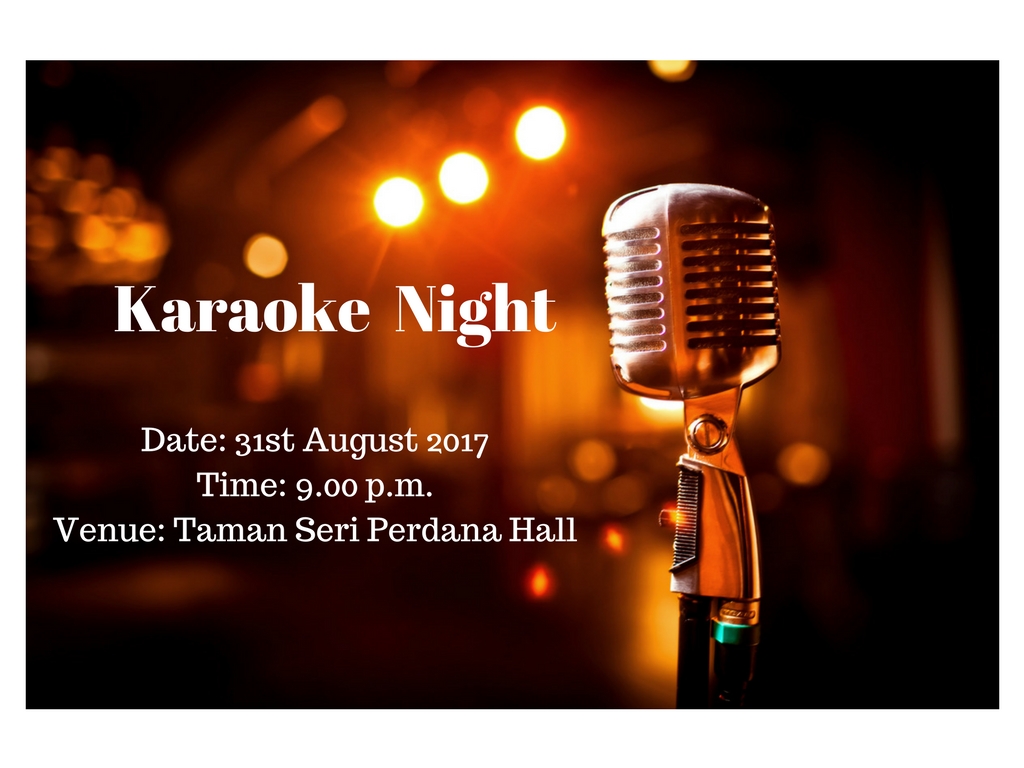 Karaoke Night
Date: 31st August 2017
Time: 9.00 p.m.
Venue: Taman Seri Perdana Hall